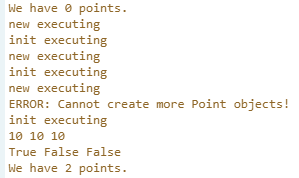 We have 0 points.
new executing
init executing
new executing
init executing
new executing
ERROR: Cannot create more Point objects!
init executing
10 10 10
True False False
We have 2 points.